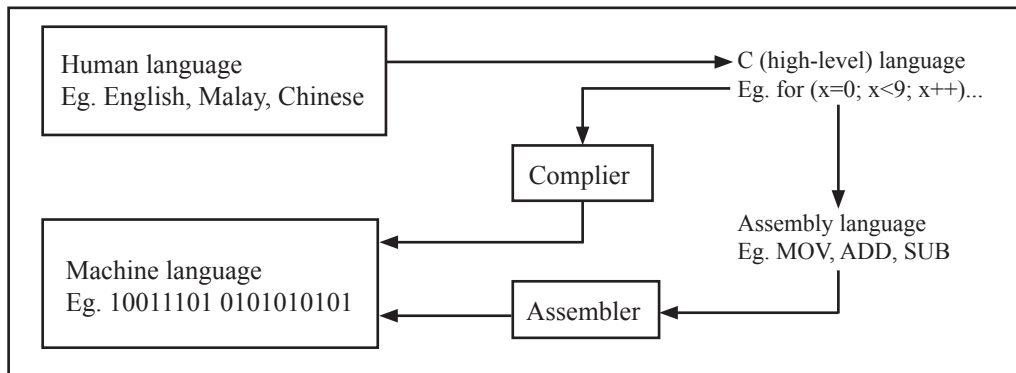 Human language
Eg. English, Malay, Chinese
C (high-level) language
Eg. for (x=0; x<9; x++)...
Complier
Assembly language
Eg. MOV, ADD, SUB
Machine language
Eg. 10011101 0101010101
Assembler